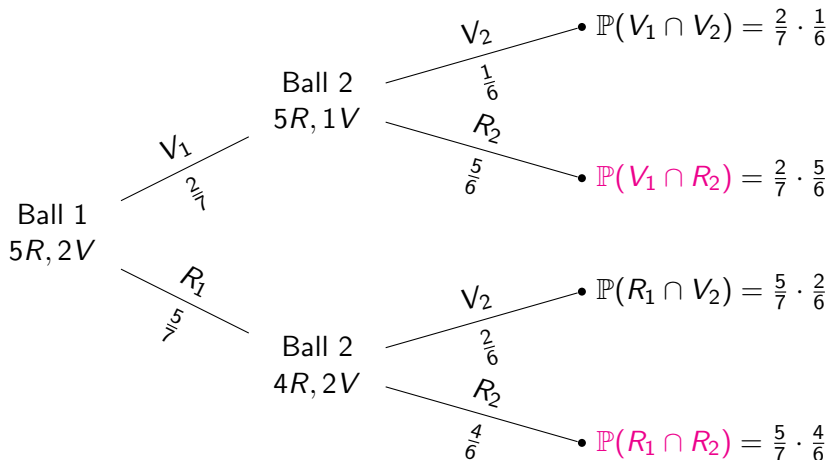 V₂
• ℙ(V₁ ∩ V₂) = 2/7 · 1/6
1/6
Ball 2
5R, 1V
V₁
2/7
R₂
5/6
• ℙ(V₁ ∩ R₂) = 2/7 · 5/6
Ball 1
5R, 2V
R₁
5/7
V₂
• ℙ(R₁ ∩ V₂) = 5/7 · 2/6
2/6
Ball 2
4R, 2V
R₂
4/6
• ℙ(R₁ ∩ R₂) = 5/7 · 4/6